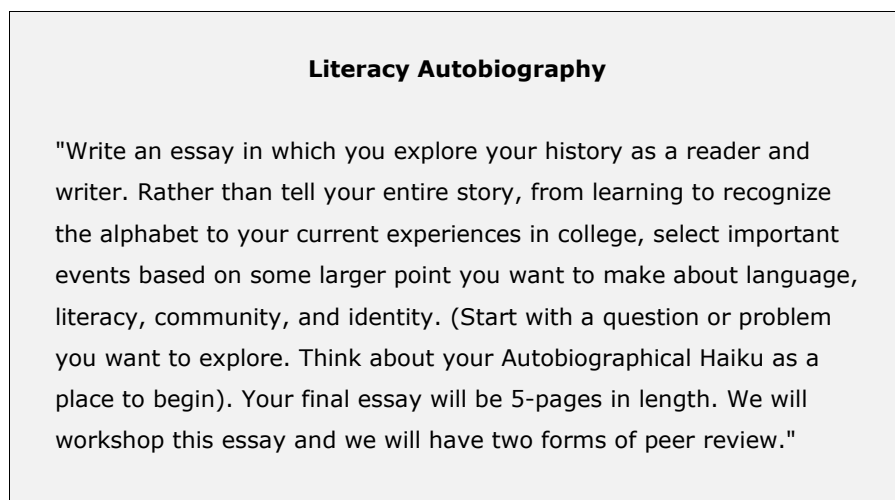 Literacy Autobiography
"Write an essay in which you explore your history as a reader and
writer. Rather than tell your entire story, from learning to recognize
the alphabet to your current experiences in college, select important
events based on some larger point you want to make about language,
literacy, community, and identity. (Start with a question or problem
you want to explore. Think about your Autobiographical Haiku as a
place to begin). Your final essay will be 5-pages in length. We will
workshop this essay and we will have two forms of peer review."